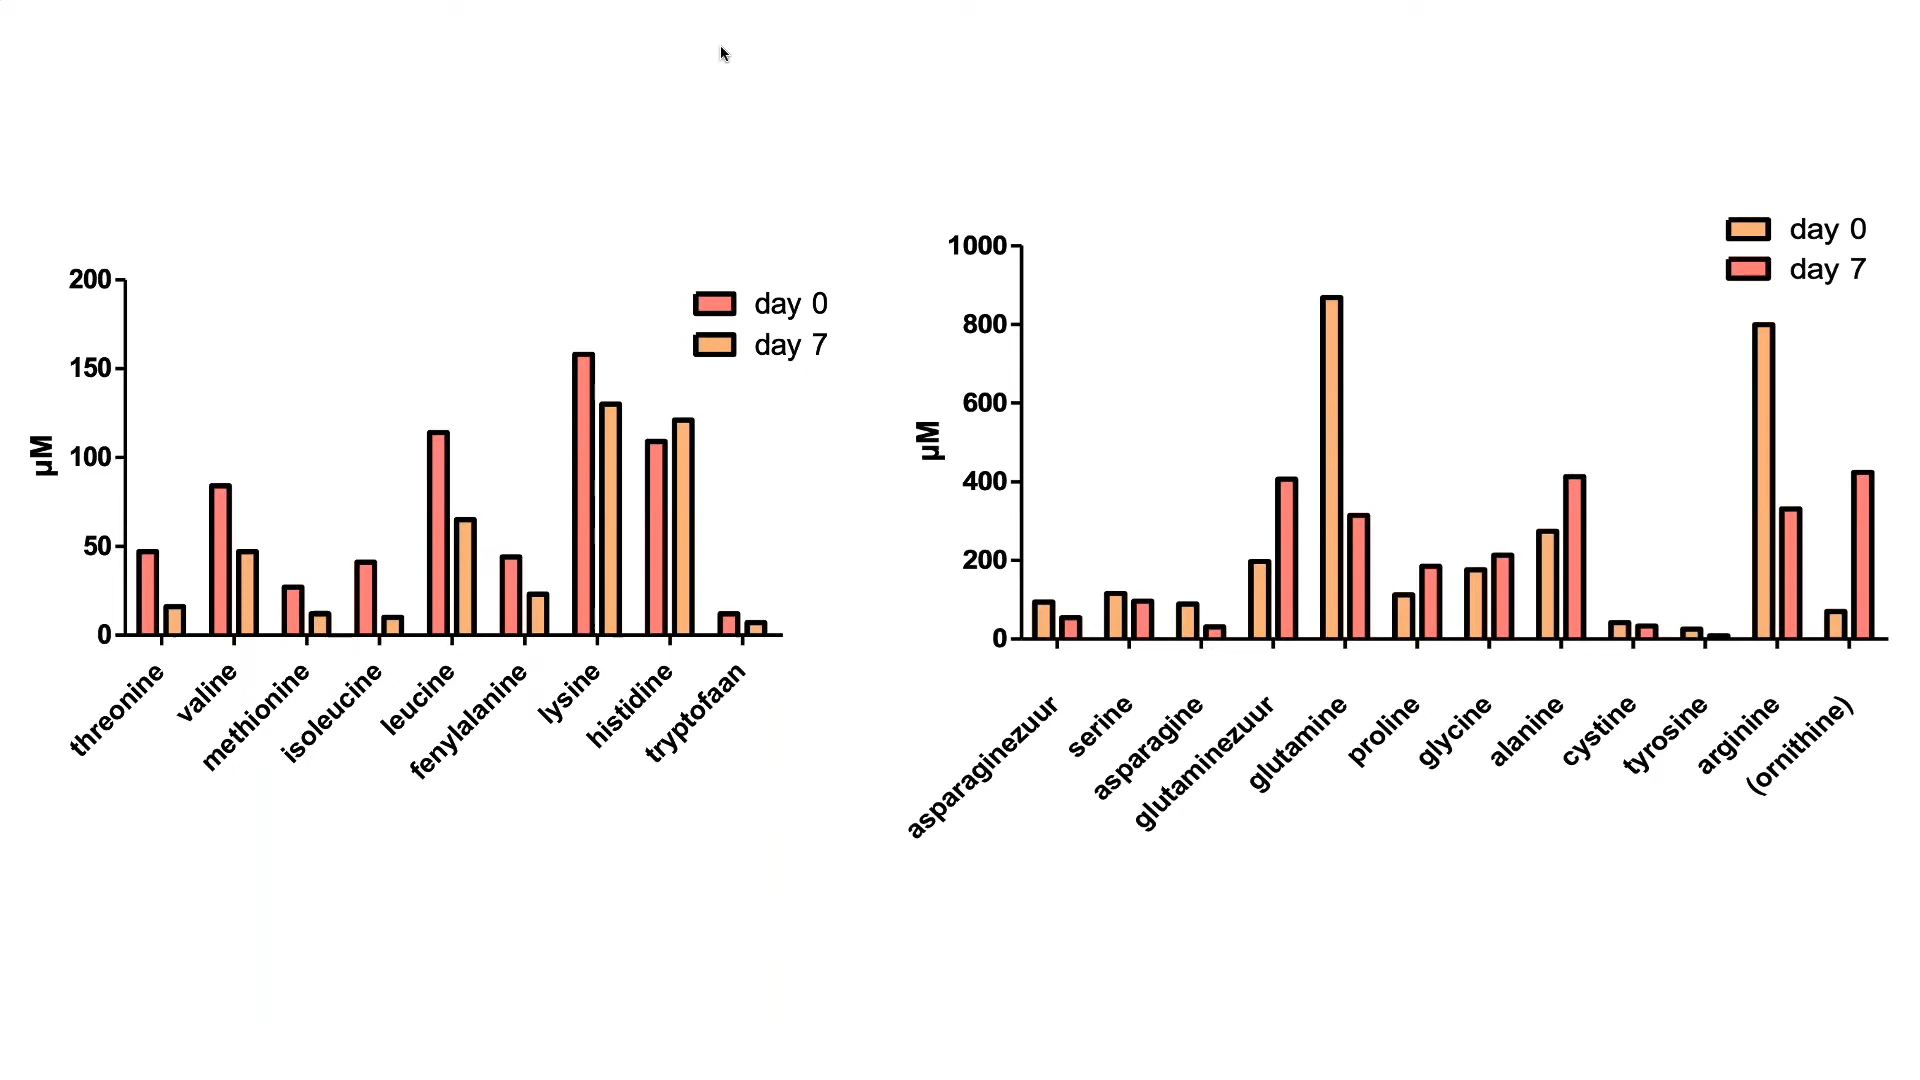 200
150
100
50
0
µM
day 0
day 7
threonine
valine
methionine
isoleucine
leucine
fenylalanine
lysine
histidine
tryptofaan
1000
800
600
400
200
0
µM
day 0
day 7
asparaginezuur
serine
asparagine
glutaminezuur
glutamine
proline
glycine
alanine
cystine
tyrosine
arginine
(ornithine)